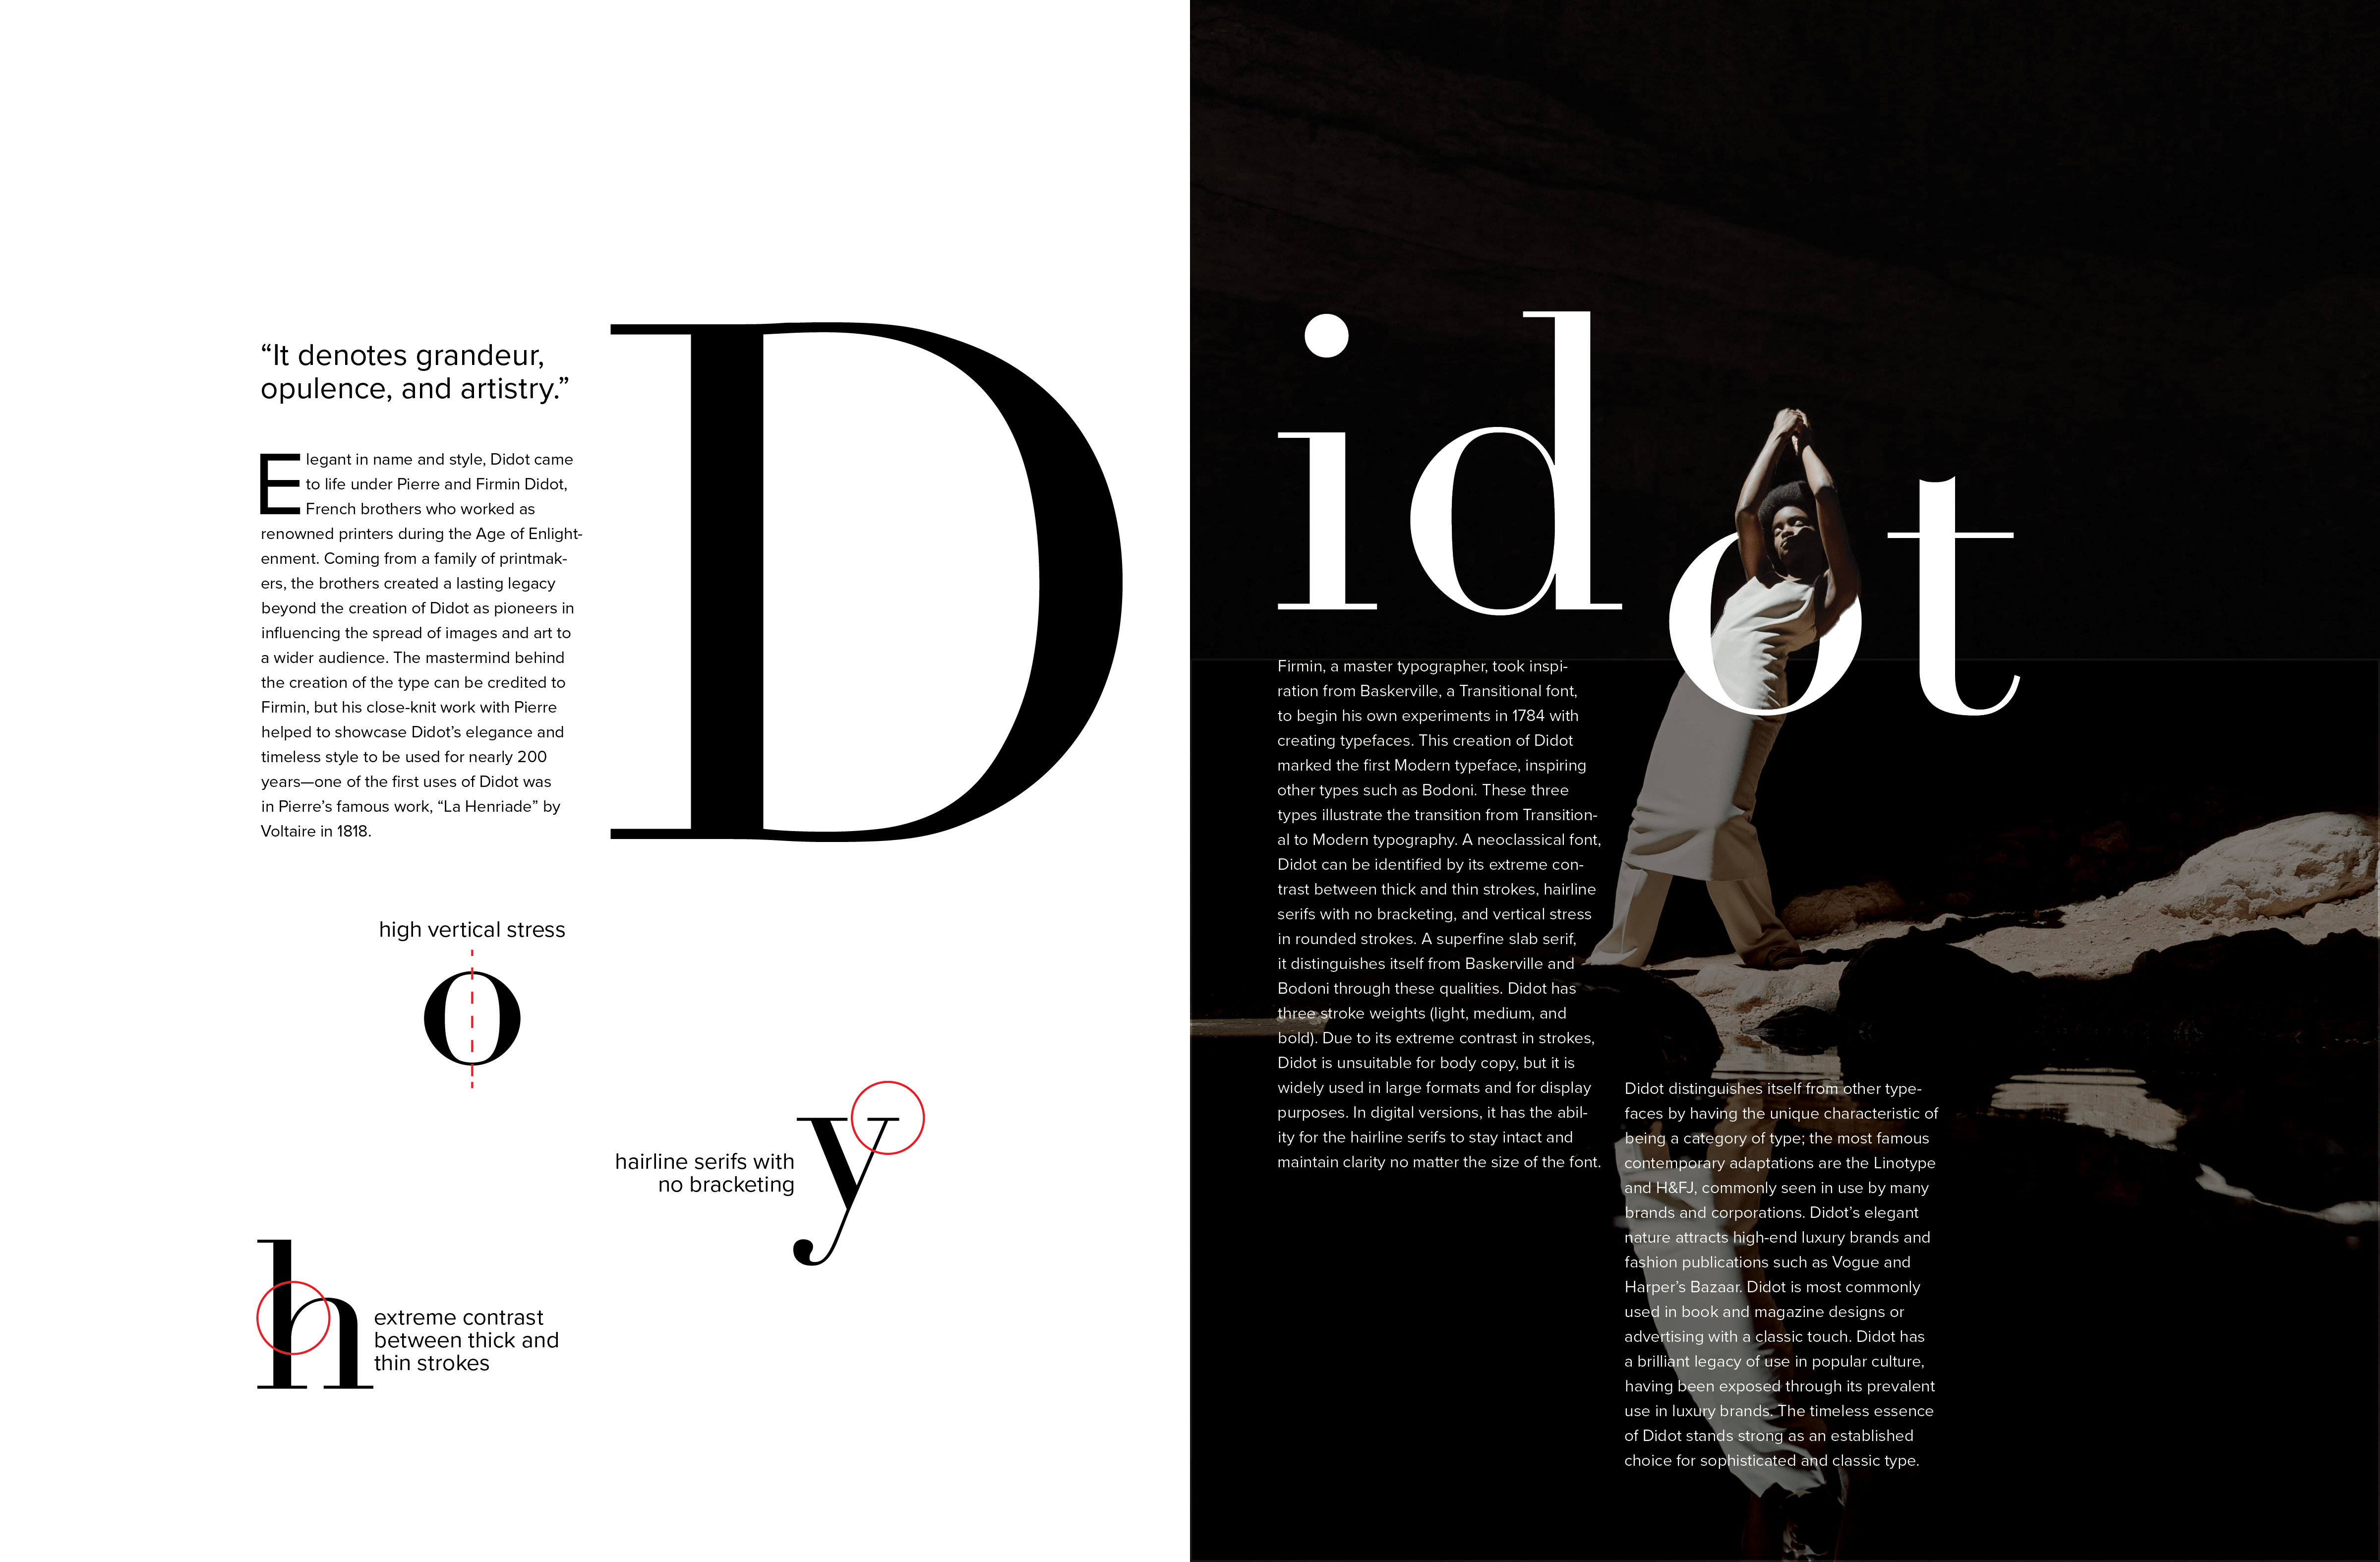 “It denotes grandeur,
opulence, and artistry.”
Elegant in name and style, Didot came
to life under Pierre and Firmin Didot,
French brothers who worked as
renowned printers during the Age of Enlight-
enment. Coming from a family of printmak-
ers, the brothers created a lasting legacy
beyond the creation of Didot as pioneers in
influencing the spread of images and art to
a wider audience. The mastermind behind
the creation of the type can be credited to
Firmin, but his close-knit work with Pierre
helped to showcase Didot’s elegance and
timeless style to be used for nearly 200
years—one of the first uses of Didot was
in Pierre’s famous work, “La Henriade” by
Voltaire in 1818.
Didot
high vertical stress
o
hairline serifs with
no bracketing
y
h
extreme contrast
between thick and
thin strokes
Firmin, a master typographer, took inspi-
ration from Baskerville, a Transitional font,
to begin his own experiments in 1784 with
creating typefaces. This creation of Didot
marked the first Modern typeface, inspiring
other types such as Bodoni. These three
types illustrate the transition from Transition-
al to Modern typography. A neoclassical font,
Didot can be identified by its extreme con-
trast between thick and thin strokes, hairline
serifs with no bracketing, and vertical stress
in rounded strokes. A superfine slab serif,
it distinguishes itself from Baskerville and
Bodoni through these qualities. Didot has
three stroke weights (light, medium, and
bold). Due to its extreme contrast in strokes,
Didot is unsuitable for body copy, but it is
widely used in large formats and for display
purposes. In digital versions, it has the abil-
ity for the hairline serifs to stay intact and
maintain clarity no matter the size of the font.
Didot distinguishes itself from other type-
faces by having the unique characteristic of
being a category of type; the most famous
contemporary adaptations are the Linotype
and H&FJ, commonly seen in use by many
brands and corporations. Didot’s elegant
nature attracts high-end luxury brands and
fashion publications such as Vogue and
Harper’s Bazaar. Didot is most commonly
used in book and magazine designs or
advertising with a classic touch. Didot has
a brilliant legacy of use in popular culture,
having been exposed through its prevalent
use in luxury brands. The timeless essence
of Didot stands strong as an established
choice for sophisticated and classic type.